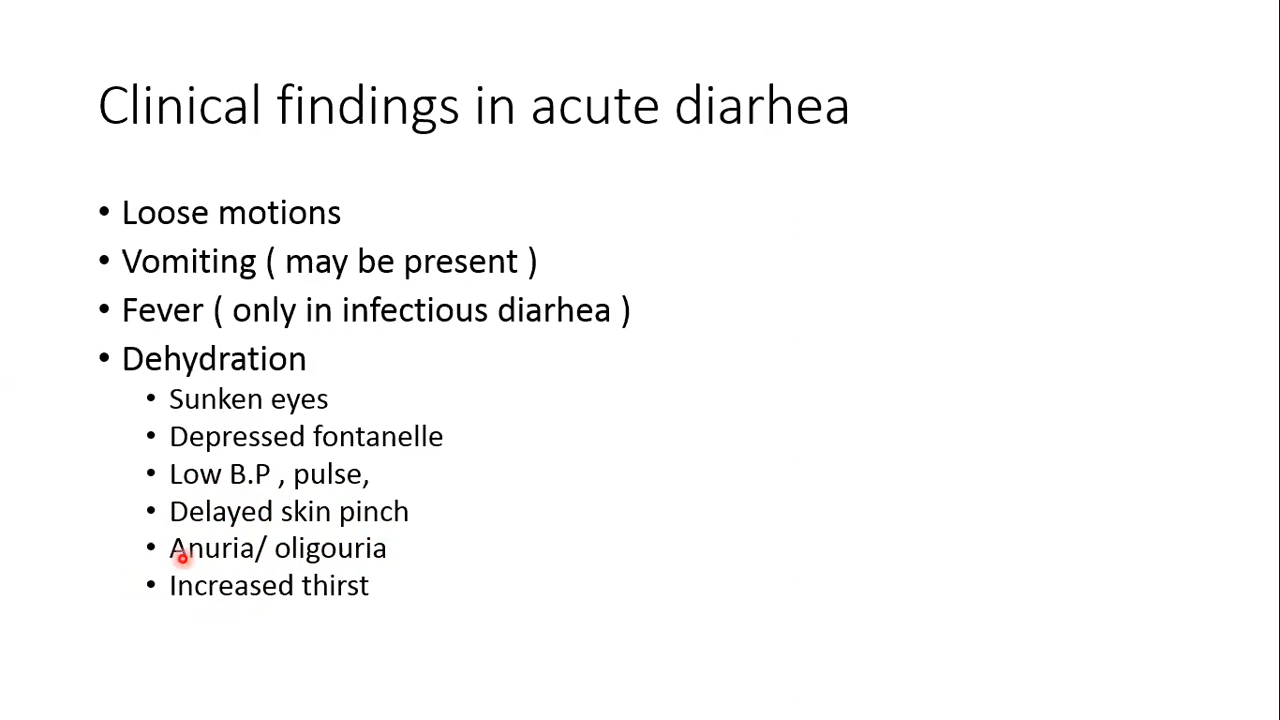 Clinical findings in acute diarhea
• Loose motions
• Vomiting ( may be present )
• Fever ( only in infectious diarhea )
• Dehydration
• Sunken eyes
• Depressed fontanelle
• Low B.P , pulse,
• Delayed skin pinch
• Anuria/ oligouria
• Increased thirst